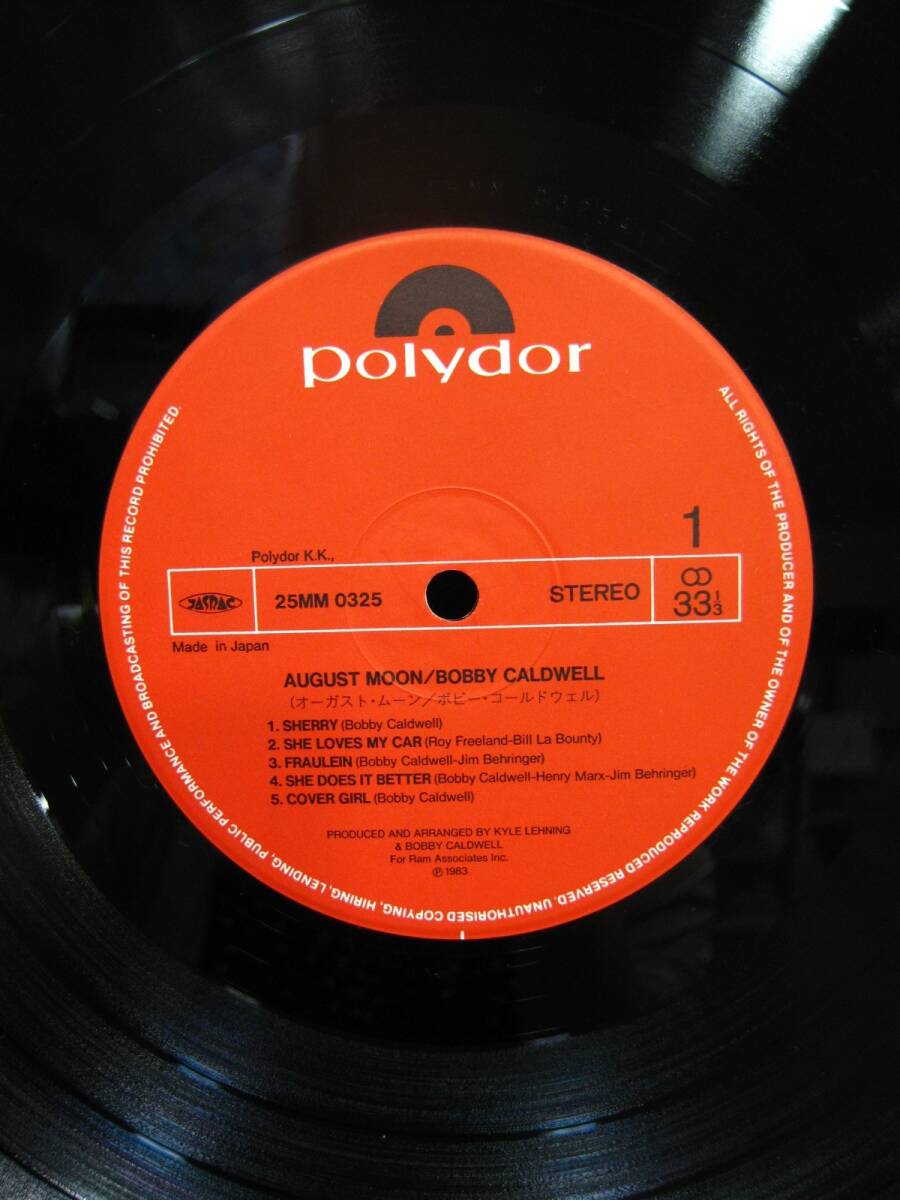 polydor
1
Polydor K.K.,
JASRAC
25MM 0325
STEREO
33 1/3
Made in Japan
AUGUST MOON/BOBBY CALDWELL
(オーガスト・ムーン/ボビー・コールドウェル)
1. SHERRY (Bobby Caldwell)
2. SHE LOVES MY CAR (Roy Freeland-Bill La Bounty)
3. FRAULEIN (Bobby Caldwell-Jim Behringer)
4. SHE DOES IT BETTER (Bobby Caldwell-Henry Marx-Jim Behringer)
5. COVER GIRL (Bobby Caldwell)
PRODUCED AND ARRANGED BY KYLE LEHNING
& BOBBY CALDWELL
For Ram Associates Inc.
℗ 1983
ALL RIGHTS OF THE PRODUCER AND OF THE OWNER OF THE WORK REPRODUCED RESERVED. UNAUTHORISED COPYING, HIRING, LENDING, PUBLIC PERFORMANCE AND BROADCASTING OF THIS RECORD PROHIBITED.